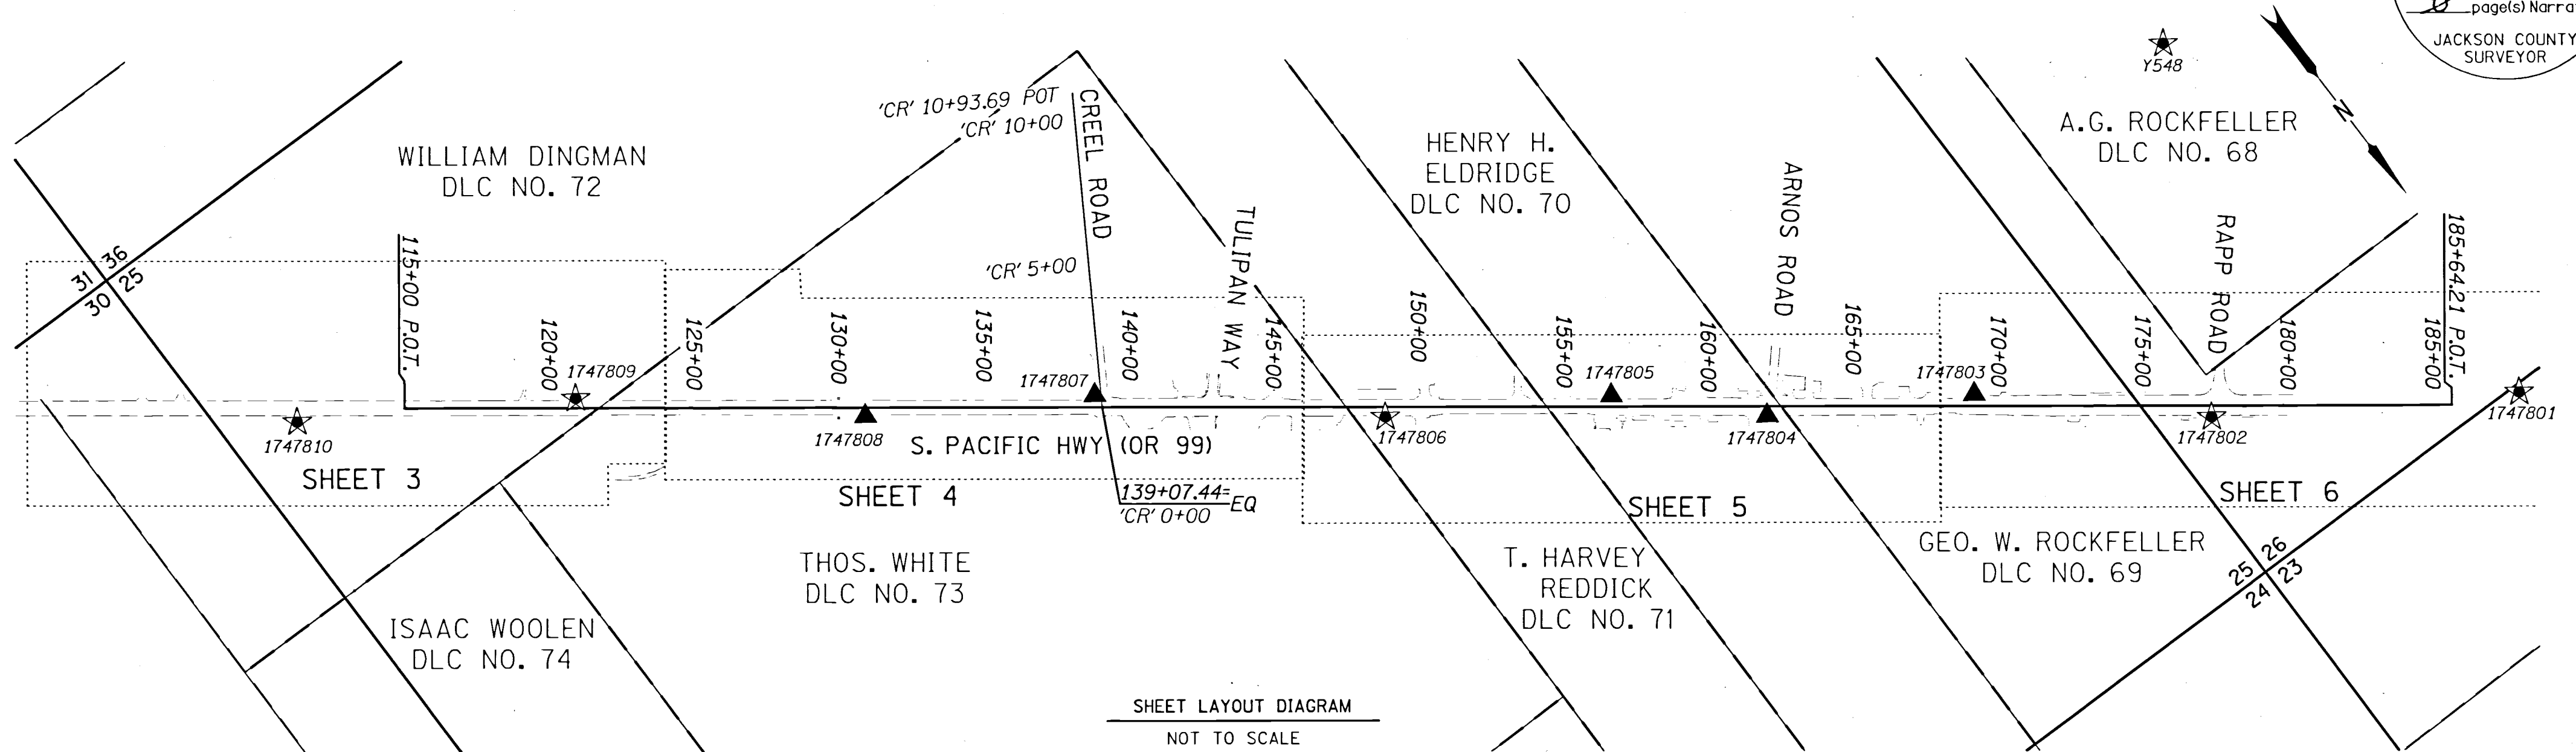 page(s) Narra
JACKSON COUNTY
SURVEYOR
Y548
N
A.G. ROCKFELLER
DLC NO. 68
'CR' 10+93.69 POT
'CR' 10+00
CREEL ROAD
'CR' 5+00
WILLIAM DINGMAN
DLC NO. 72
HENRY H.
ELDRIDGE
DLC NO. 70
TULIPAN WAY
ARNOS ROAD
RAPP ROAD
31 36
30 25
115+00 P.O.T.
120+00
125+00
130+00
135+00
140+00
145+00
150+00
155+00
160+00
165+00
170+00
175+00
180+00
185+00
185+64.21 P.O.T.
1747809
1747807
1747805
1747803
1747801
1747810
1747808
1747806
1747804
1747802
S. PACIFIC HWY (OR 99)
SHEET 3
SHEET 4
SHEET 5
SHEET 6
139+07.44=
'CR' 0+00
EQ
THOS. WHITE
DLC NO. 73
T. HARVEY
REDDICK
DLC NO. 71
GEO. W. ROCKFELLER
DLC NO. 69
25 26
24 23
ISAAC WOOLEN
DLC NO. 74
SHEET LAYOUT DIAGRAM
NOT TO SCALE